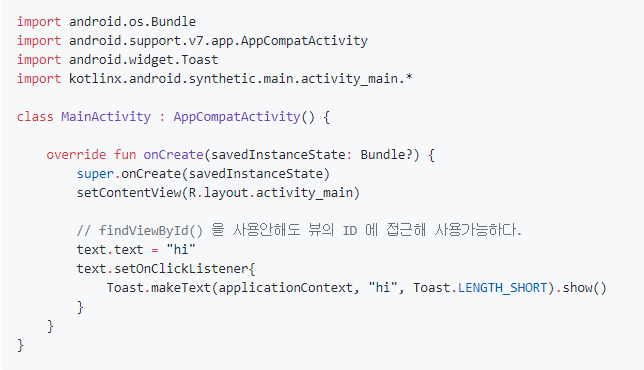 import android.os.Bundle
import android.support.v7.app.AppCompatActivity
import android.widget.Toast
import kotlinx.android.synthetic.main.activity_main.*

class MainActivity : AppCompatActivity() {

    override fun onCreate(savedInstanceState: Bundle?) {
        super.onCreate(savedInstanceState)
        setContentView(R.layout.activity_main)

        // findViewById() 을 사용안해도 뷰의 ID 에 접근해 사용가능하다.
        text.text = "hi"
        text.setOnClickListener{
            Toast.makeText(applicationContext, "hi", Toast.LENGTH_SHORT).show()
        }
    }
}